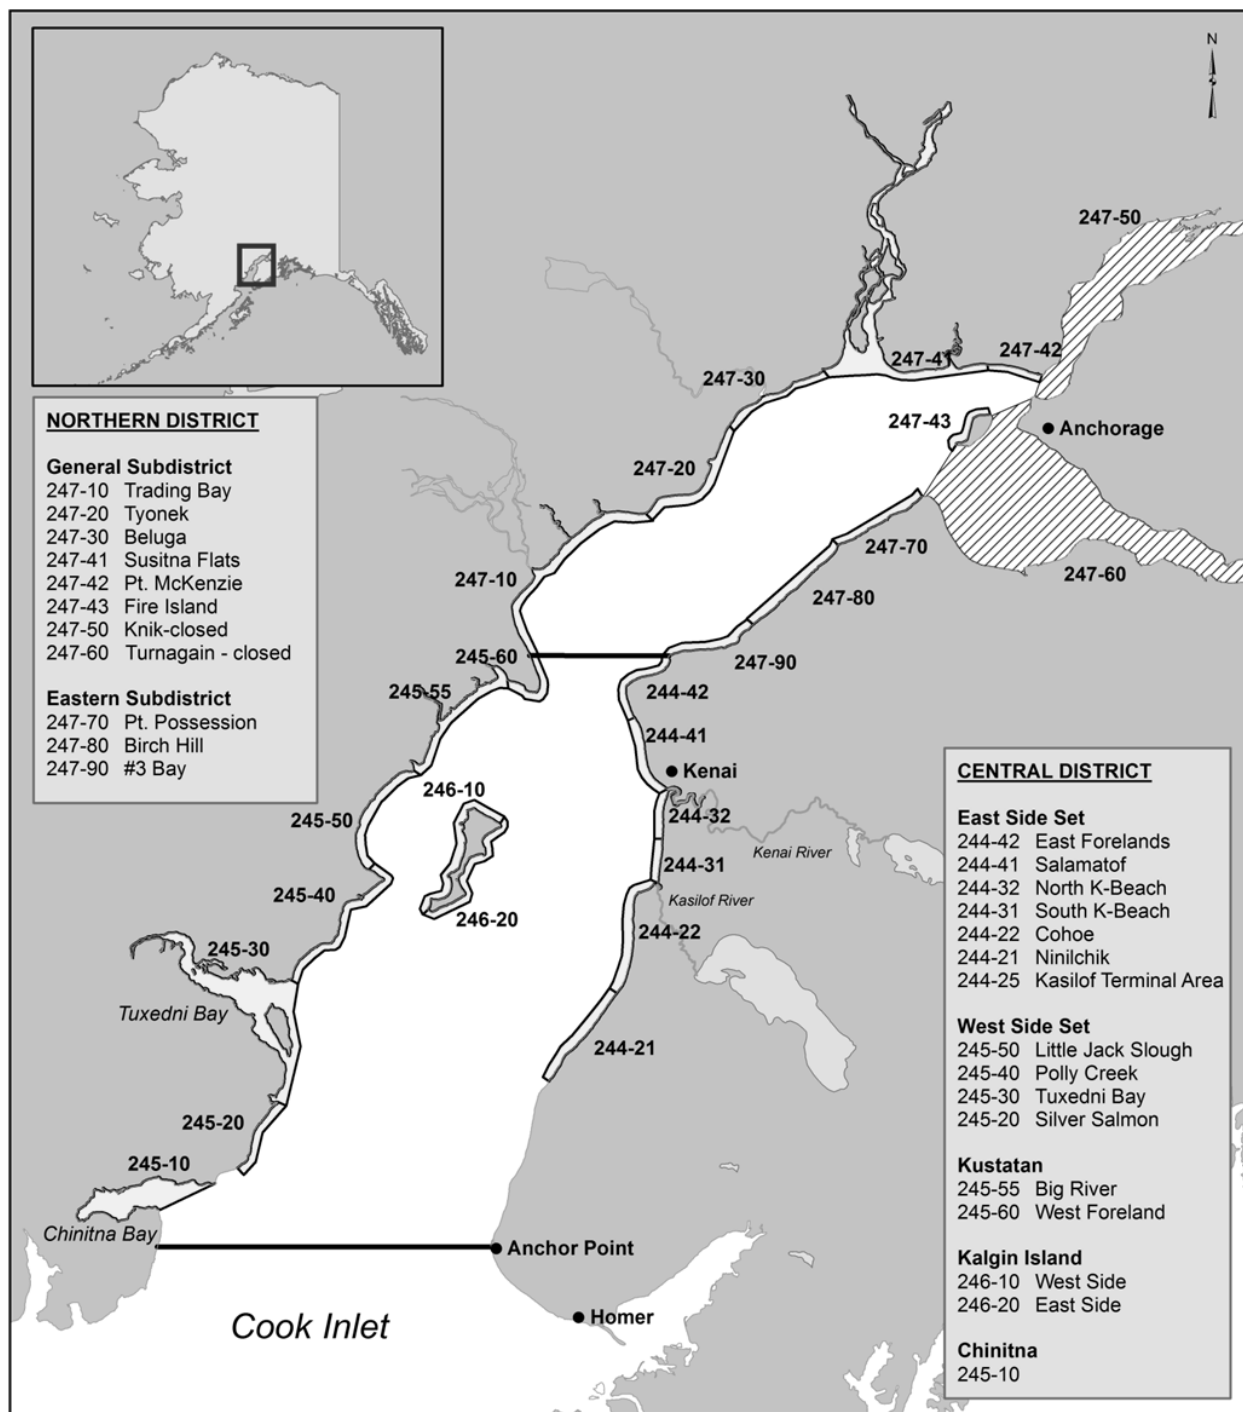 N
247-50
247-41
247-42
247-30
247-43
Anchorage
247-20
247-70
247-60
247-10
247-80
247-90
245-60
245-55
244-42
244-41
Kenai
246-10
245-50
244-32
Kenai River
244-31
245-40
Kasilof River
246-20
244-22
245-30
Tuxedni Bay
244-21
245-20
245-10
Chinitna Bay
Anchor Point
Homer
Cook Inlet
NORTHERN DISTRICT
General Subdistrict
247-10 Trading Bay
247-20 Tyonek
247-30 Beluga
247-41 Susitna Flats
247-42 Pt. McKenzie
247-43 Fire Island
247-50 Knik-closed
247-60 Turnagain - closed
Eastern Subdistrict
247-70 Pt. Possession
247-80 Birch Hill
247-90 #3 Bay
CENTRAL DISTRICT
East Side Set
244-42 East Forelands
244-41 Salamatof
244-32 North K-Beach
244-31 South K-Beach
244-22 Cohoe
244-21 Ninilchik
244-25 Kasilof Terminal Area
West Side Set
245-50 Little Jack Slough
245-40 Polly Creek
245-30 Tuxedni Bay
245-20 Silver Salmon
Kustatan
245-55 Big River
245-60 West Foreland
Kalgin Island
246-10 West Side
246-20 East Side
Chinitna
245-10